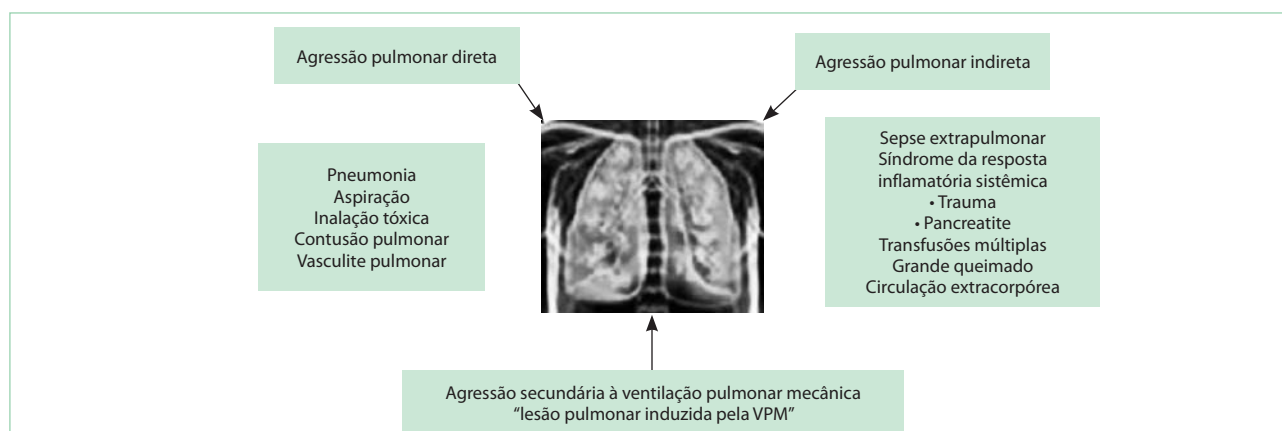 Agressão pulmonar direta
Agressão pulmonar indireta
Pneumonia
Aspiração
Inalação tóxica
Contusão pulmonar
Vasculite pulmonar
Sepse extrapulmonar
Síndrome da resposta
inflamatória sistêmica
• Trauma
• Pancreatite
Transfusões múltiplas
Grande queimado
Circulação extracorpórea
Agressão secundária à ventilação pulmonar mecânica
“lesão pulmonar induzida pela VPM”